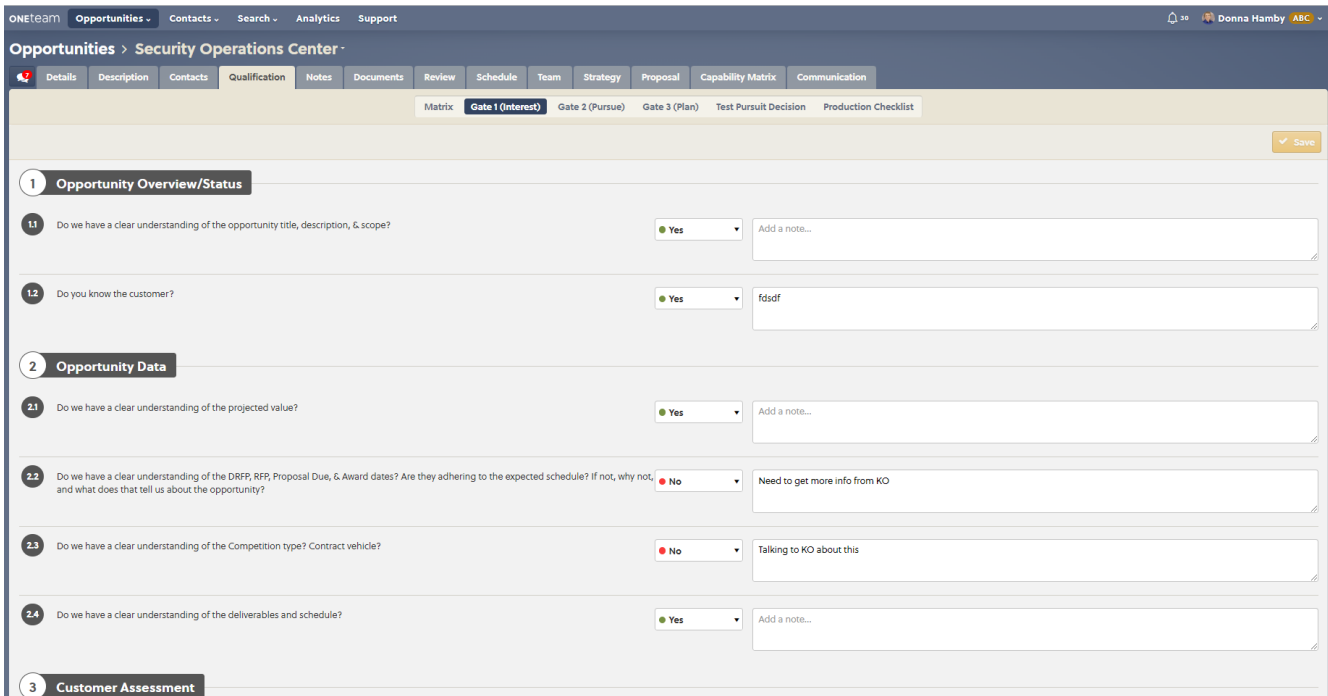 ONEteam Opportunities Contacts Search Analytics Support 30 Donna Hamby ABC
Opportunities > Security Operations Center
7 Details Description Contacts Qualification Notes Documents Review Schedule Team Strategy Proposal Capability Matrix Communication
Matrix Gate 1 (Interest) Gate 2 (Pursue) Gate 3 (Plan) Test Pursuit Decision Production Checklist
Save
1 Opportunity Overview/Status
1.1 Do we have a clear understanding of the opportunity title, description, & scope? Yes Add a note...
1.2 Do you know the customer? Yes fdsdf
2 Opportunity Data
2.1 Do we have a clear understanding of the projected value? Yes Add a note...
2.2 Do we have a clear understanding of the DRFP, RFP, Proposal Due, & Award dates? Are they adhering to the expected schedule? If not, why not,
and what does that tell us about the opportunity? No Need to get more info from KO
2.3 Do we have a clear understanding of the Competition type? Contract vehicle? No Talking to KO about this
2.4 Do we have a clear understanding of the deliverables and schedule? Yes Add a note...
3 Customer Assessment